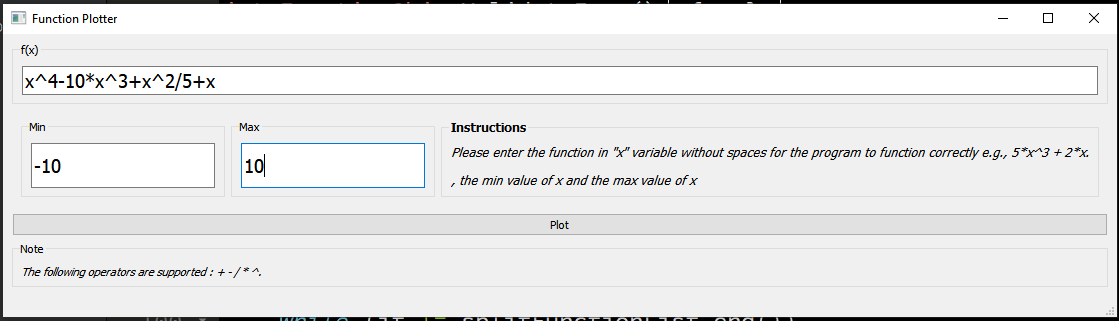 Function Plotter
f(x)
x^4-10*x^3+x^2/5+x
Min
Max
Instructions
-10
10
Please enter the function in "x" variable without spaces for the program to function correctly e.g., 5*x^3 + 2*x.
, the min value of x and the max value of x
Plot
Note
The following operators are supported : + - / * ^.